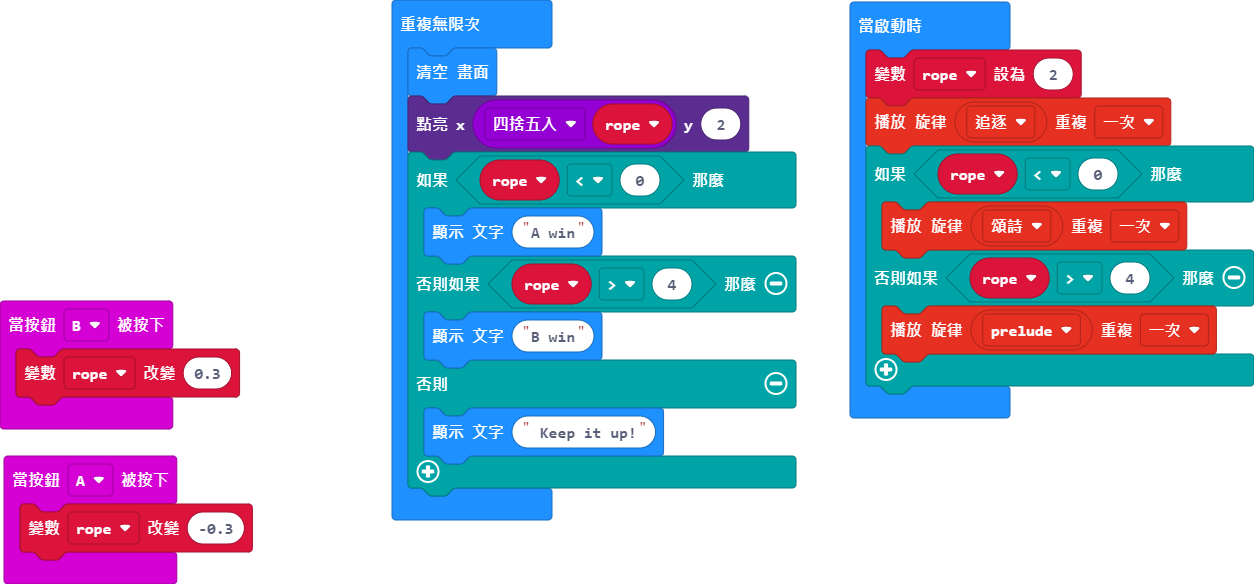 重複無限次
清空 畫面
點亮 x 四捨五入 rope y 2
如果 rope < 0 那麼
顯示 文字 "A win"
否則如果 rope > 4 那麼
顯示 文字 "B win"
否則
顯示 文字 " Keep it up!"
當啟動時
變數 rope 設為 2
播放 旋律 追逐 重複 一次
如果 rope < 0 那麼
播放 旋律 頌詩 重複 一次
否則如果 rope > 4 那麼
播放 旋律 prelude 重複 一次
當按鈕 B 被按下
變數 rope 改變 0.3
當按鈕 A 被按下
變數 rope 改變 -0.3